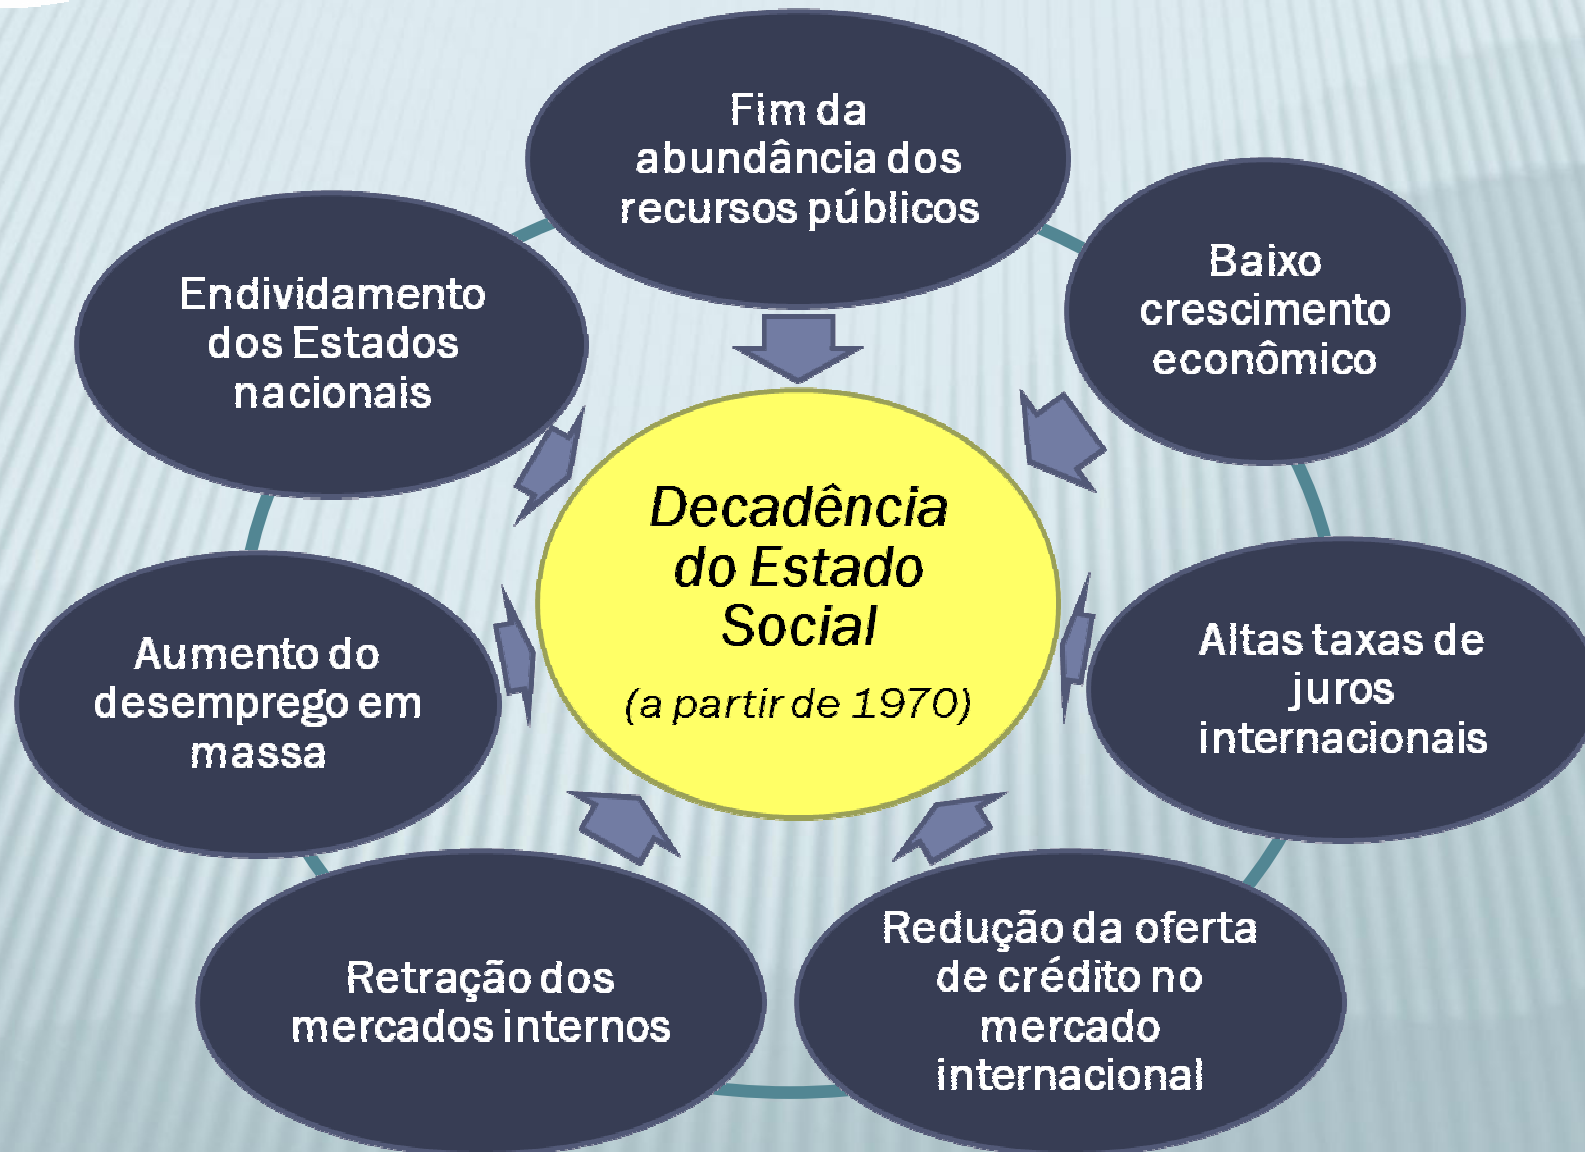 Fim da
abundância dos
recursos públicos
Baixo
crescimento
econômico
Altas taxas de
juros
internacionais
Redução da oferta
de crédito no
mercado
internacional
Retração dos
mercados internos
Aumento do
desemprego em
massa
Endividamento
dos Estados
nacionais
Decadência
do Estado
Social
(a partir de 1970)